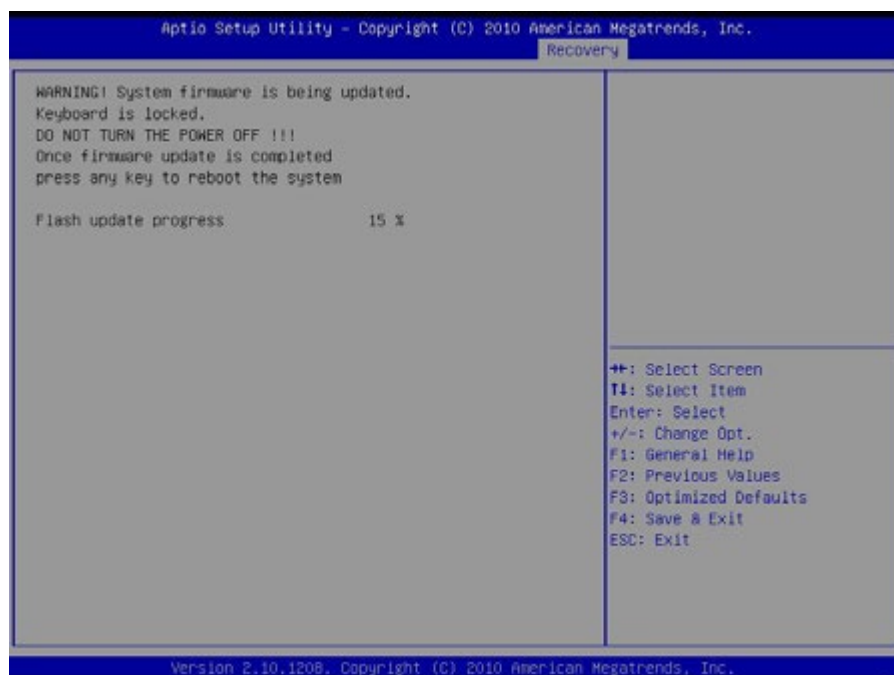 Aptio Setup Utility - Copyright (C) 2010 American Megatrends, Inc.
Recovery
WARNING! System firmware is being updated.
Keyboard is locked.
DO NOT TURN THE POWER OFF !!!
Once firmware update is completed
press any key to reboot the system
Flash update progress 15 %
→←: Select Screen
↑↓: Select Item
Enter: Select
+/-: Change Opt.
F1: General Help
F2: Previous Values
F3: Optimized Defaults
F4: Save & Exit
ESC: Exit
Version 2.10.1208. Copyright (C) 2010 American Megatrends, Inc.